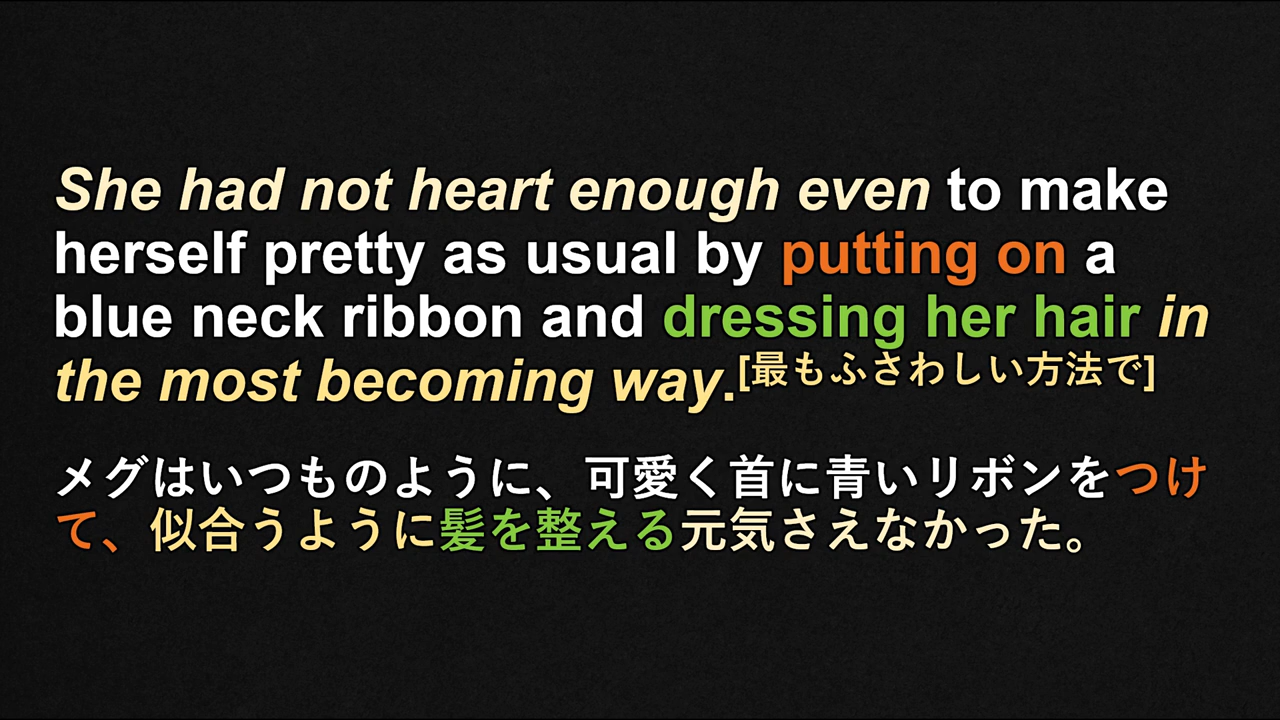 She had not heart enough even to make
herself pretty as usual by putting on a
blue neck ribbon and dressing her hair in
the most becoming way.[最もふさわしい方法で]
メグはいつものように、可愛く首に青いリボンをつけ
て、似合うように髪を整える元気さえなかった。